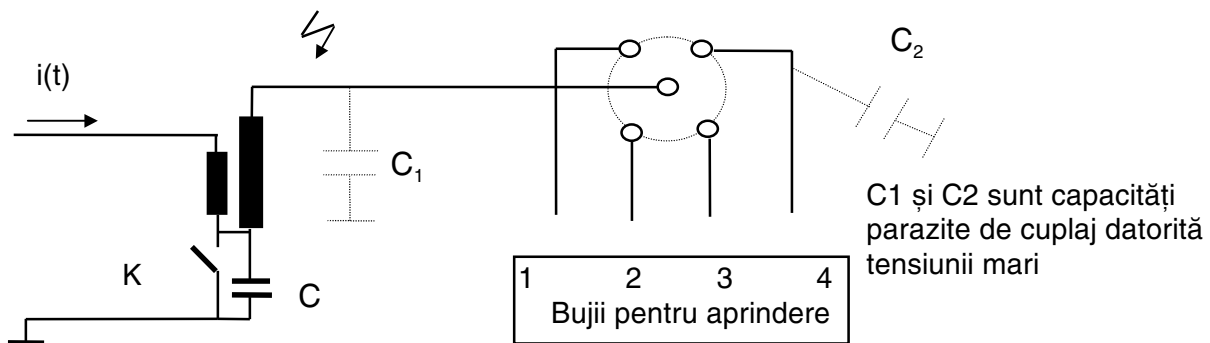 i(t)
C₂
C₁
K
C
C1 și C2 sunt capacități
parazite de cuplaj datorită
tensiunii mari
1 2 3 4
Bujii pentru aprindere